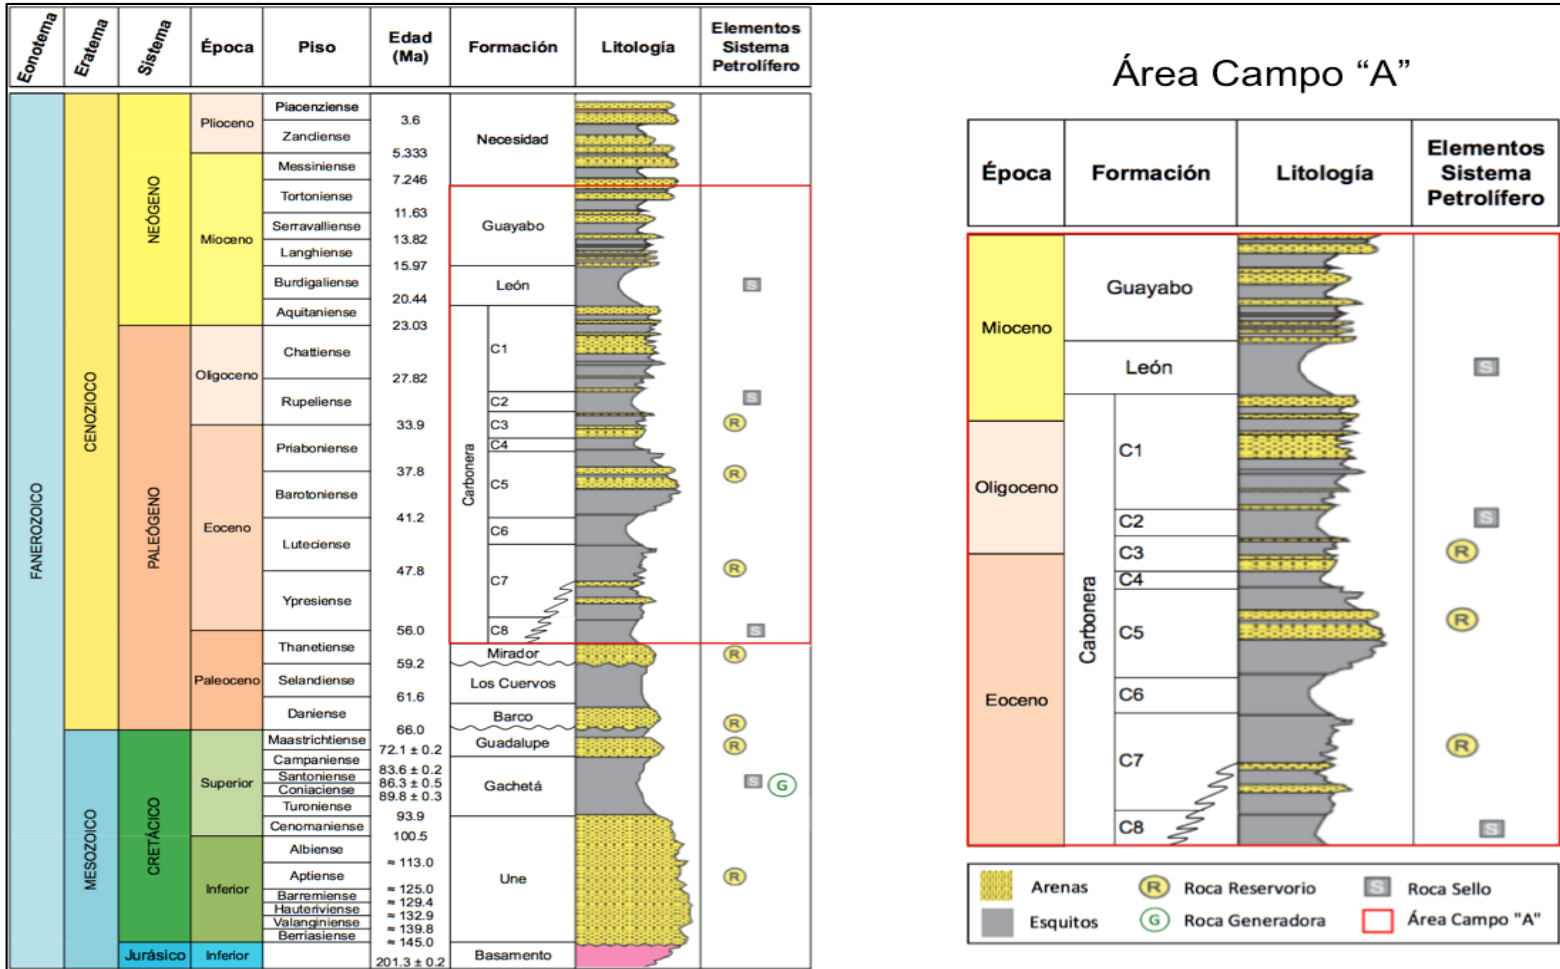 Eonotema
Eratema
Sistema
Época
Piso
Edad
(Ma)
Formación
Litología
Elementos
Sistema
Petrolífero
FANEROZOICO
CENOZIOCO
MESOZOICO
NEÓGENO
PALEÓGENO
CRETÁCICO
Jurásico
Plioceno
Mioceno
Oligoceno
Eoceno
Paleoceno
Superior
Inferior
Inferior
Piacenziense
Zancliense
Messiniense
Tortoniense
Serravalliense
Langhiense
Burdigaliense
Aquitaniense
Chattiense
Rupeliense
Priaboniense
Barotoniense
Luteciense
Ypresiense
Thanetiense
Selandiense
Daniense
Maastrichtiense
Campaniense
Santoniense
Coniaciense
Turoniense
Cenomaniense
Albiense
Aptiense
Barremiense
Hauteriviense
Valanginiense
Berriasiense
3.6
5.333
7.246
11.63
13.82
15.97
20.44
23.03
27.82
33.9
37.8
41.2
47.8
56.0
59.2
61.6
66.0
72.1 ± 0.2
83.6 ± 0.2
86.3 ± 0.5
89.8 ± 0.3
93.9
100.5
≈ 113.0
≈ 125.0
≈ 129.4
≈ 132.9
≈ 139.8
≈ 145.0
201.3 ± 0.2
Necesidad
Guayabo
León
Carbonera
C1
C2
C3
C4
C5
C6
C7
C8
Mirador
Los Cuervos
Barco
Guadalupe
Gachetá
Une
Basamento
S
S
R
R
R
S
R
R
R
S
G
R
Área Campo “A”
Época
Formación
Litología
Elementos
Sistema
Petrolífero
Mioceno
Oligoceno
Eoceno
Guayabo
León
Carbonera
C1
C2
C3
C4
C5
C6
C7
C8
S
S
R
R
R
S
Arenas
R Roca Reservorio
S Roca Sello
Esquitos
G Roca Generadora
Área Campo "A"